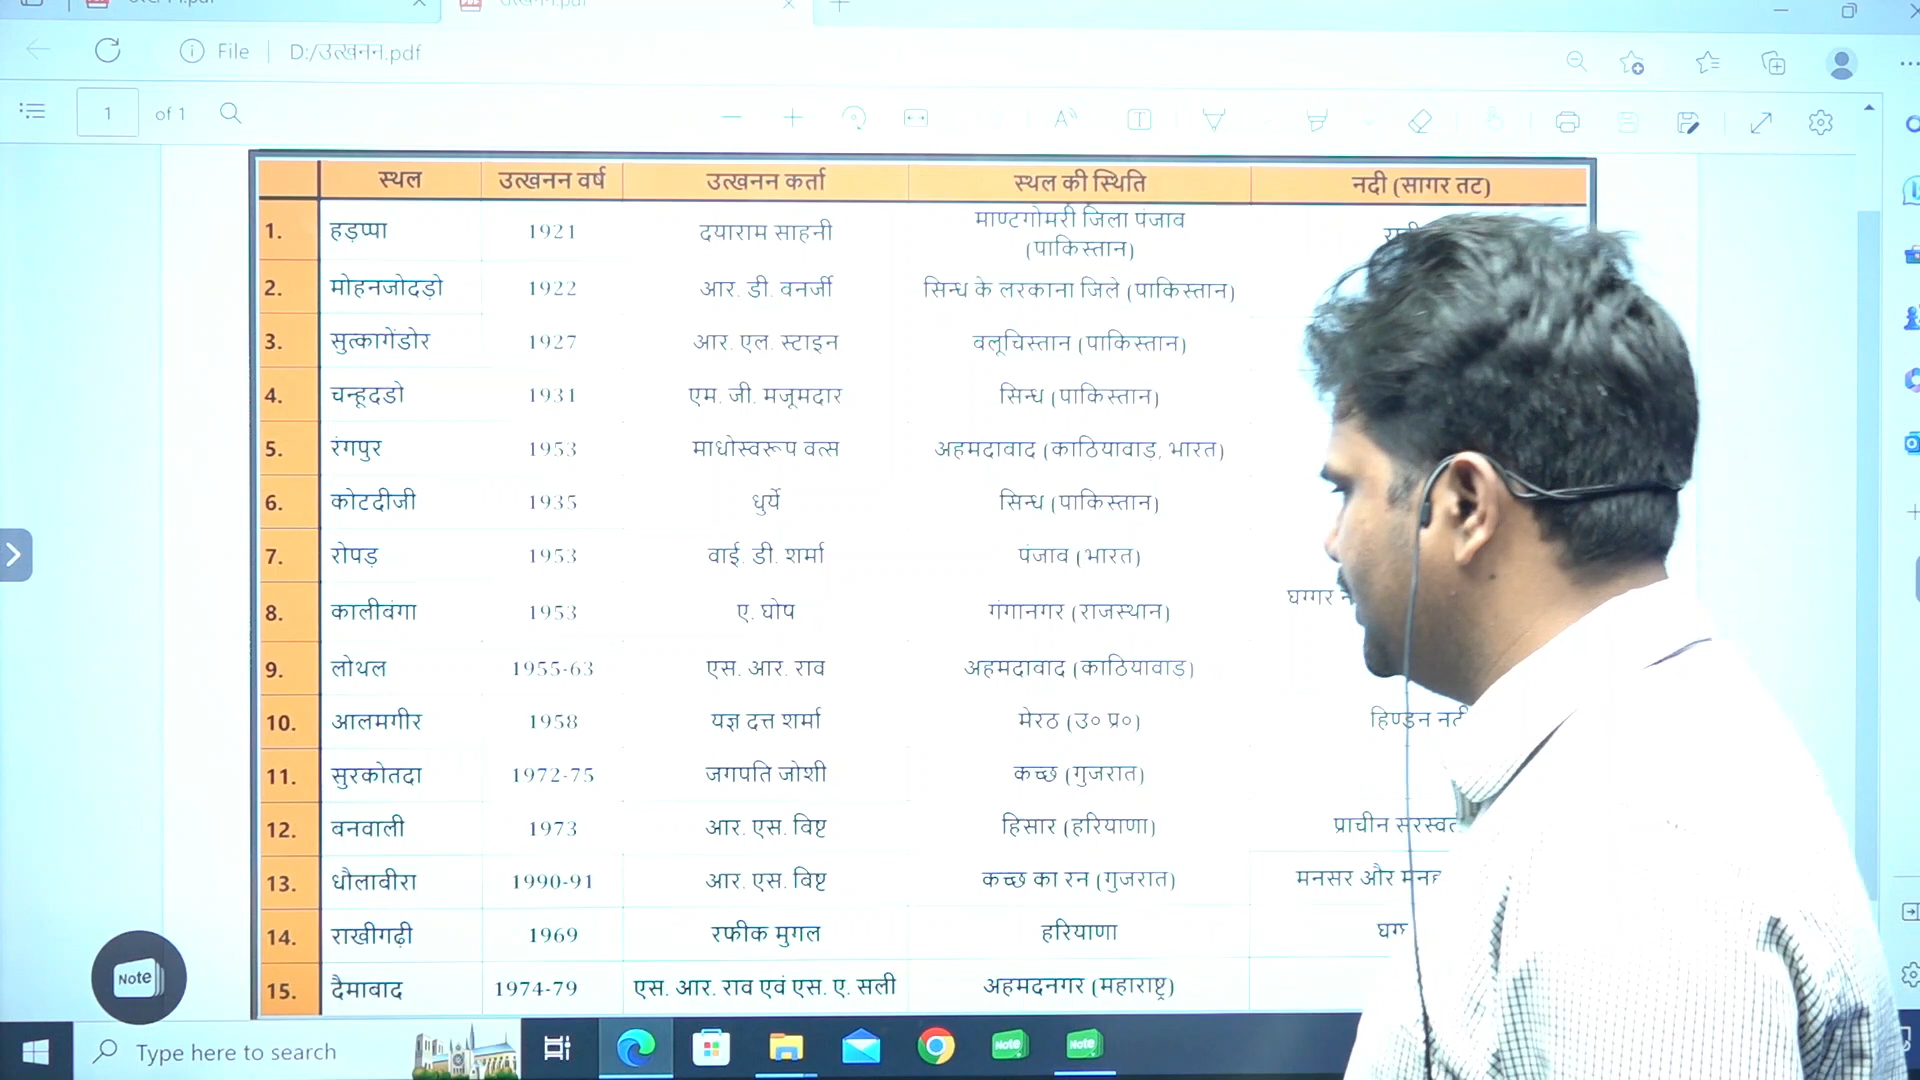 File
D:/उत्खनन.pdf
1
of 1
स्थल उत्खनन वर्ष उत्खनन कर्ता स्थल की स्थिति नदी (सागर तट)
1. हड़प्पा 1921 दयाराम साहनी माण्टगोमरी जिला पंजाव
(पाकिस्तान)
2. मोहनजोदड़ो 1922 आर. डी. वनर्जी सिन्ध के लरकाना जिले (पाकिस्तान)
3. सुत्कागेंडोर 1927 आर. एल. स्टाइन वलूचिस्तान (पाकिस्तान)
4. चन्हूदडो 1931 एम. जी. मजूमदार सिन्ध (पाकिस्तान)
5. रंगपुर 1953 माधोस्वरूप वत्स अहमदावाद (काठियावाड, भारत)
6. कोटदीजी 1935 धुर्ये सिन्ध (पाकिस्तान)
7. रोपड़ 1953 वाई. डी. शर्मा पंजाव (भारत)
8. कालीवंगा 1953 ए. घोप गंगानगर (राजस्थान) घग्गर
9. लोथल 1955-63 एस. आर. राव अहमदावाद (काठियावाड)
10. आलमगीर 1958 यज्ञ दत्त शर्मा मेरठ (उ० प्र०) हिण्डन
11. सुरकोतदा 1972-75 जगपति जोशी कच्छ (गुजरात)
12. बनवाली 1973 आर. एस. विष्ट हिसार (हरियाणा) प्राचीन
13. धौलावीरा 1990-91 आर. एस. विष्ट कच्छ का रन (गुजरात) मनसर और
14. राखीगढ़ी 1969 रफीक मुगल हरियाणा
15. दैमाबाद 1974-79 एस. आर. राव एवं एस. ए. सली अहमदनगर (महाराष्ट्र)
Note
Type here to search
Note
Note